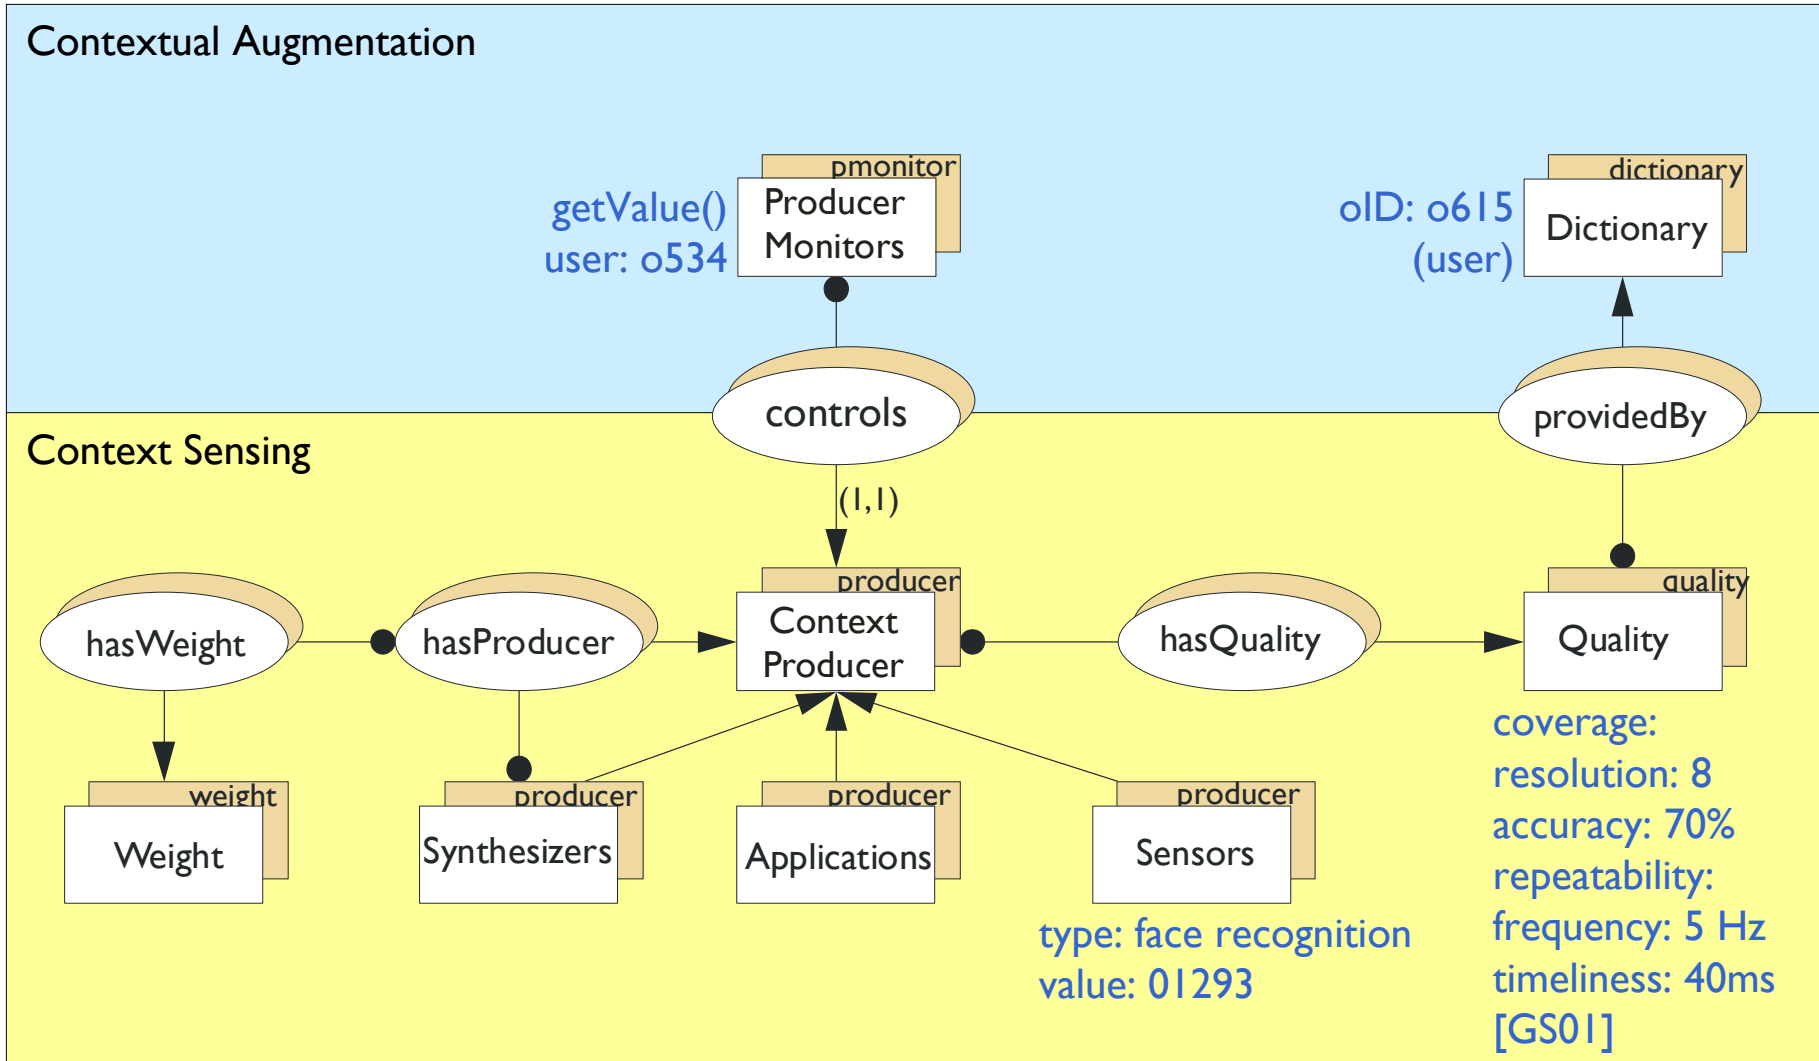 Contextual Augmentation
pmonitor
Producer
Monitors
getValue()
user: o534
dictionary
Dictionary
oID: o615
(user)
controls
providedBy
Context Sensing
(1,1)
hasWeight
hasProducer
producer
Context
Producer
hasQuality
quality
Quality
weight
Weight
producer
Synthesizers
producer
Applications
producer
Sensors
type: face recognition
value: 01293
coverage:
resolution: 8
accuracy: 70%
repeatability:
frequency: 5 Hz
timeliness: 40ms
[GS01]